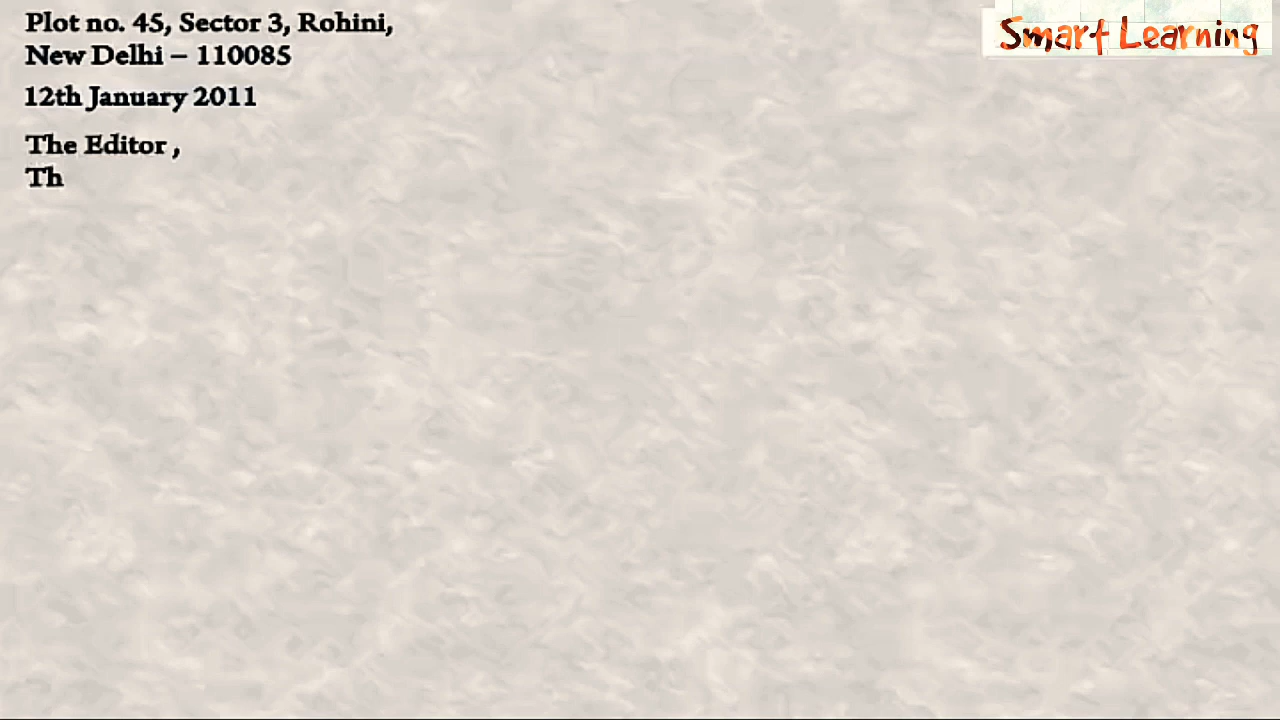 Plot no. 45, Sector 3, Rohini,
New Delhi – 110085
12th January 2011
The Editor ,
Th
Smart Learning